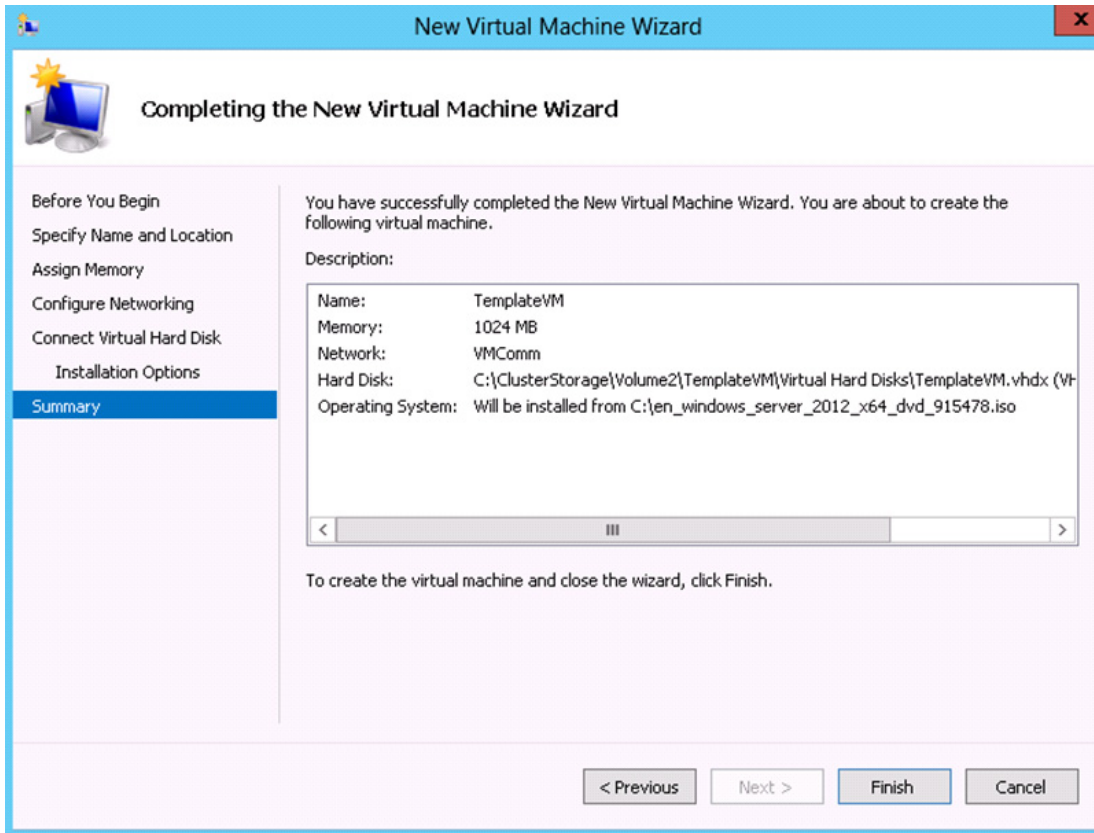 New Virtual Machine Wizard
x
Completing the New Virtual Machine Wizard
Before You Begin
Specify Name and Location
Assign Memory
Configure Networking
Connect Virtual Hard Disk
Installation Options
Summary
You have successfully completed the New Virtual Machine Wizard. You are about to create the
following virtual machine.
Description:
Name: TemplateVM
Memory: 1024 MB
Network: VMComm
Hard Disk: C:\ClusterStorage\Volume2\TemplateVM\Virtual Hard Disks\TemplateVM.vhdx
Operating System: Will be installed from C:\en_windows_server_2012_x64_dvd_915478.iso
To create the virtual machine and close the wizard, click Finish.
< Previous Next > Finish Cancel